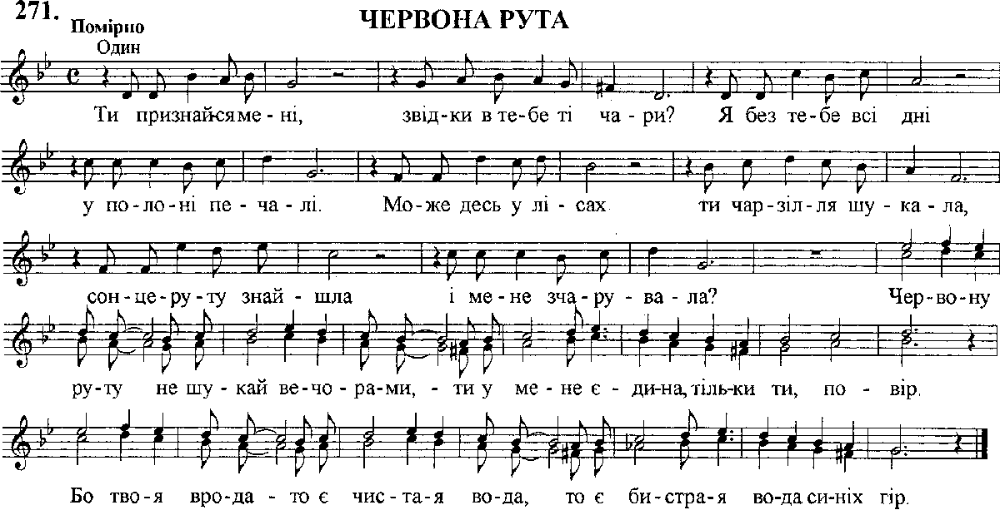 271.
ЧЕРВОНА РУТА
Помірно
Один
Ти признайся ме - ні, звід - ки в те - бе ті ча - ри? Я без те - бе всі дні
у по - ло - ні пе - ча - лі. Мо - же десь у лі - сах ти чар - зіл - ля шу - ка - ла,
сон - це - ру - ту знай - шла і ме - не зча - ру - ва - ла? Чер - во - ну
ру - ту не шу - кай ве - чо - ра - ми, - ти у ме - не є - ди - на, тіль - ки ти, по - вір.
Бо тво - я вро - да - то є чис - та - я во - да, то є би - стра - я во - да си - ніх гір.